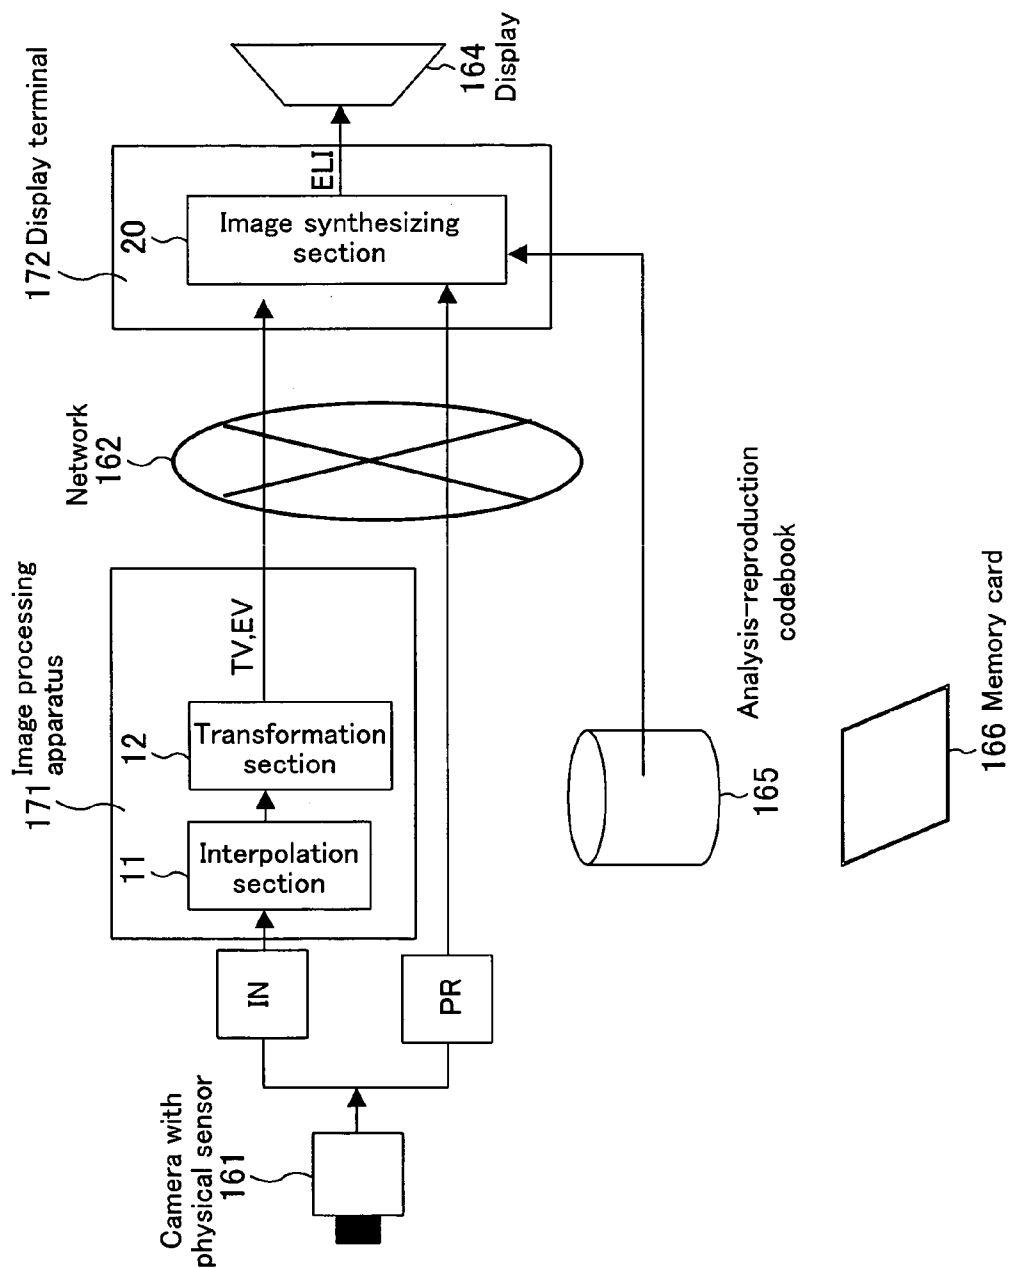 Camera with
physical sensor
161
IN
PR
171 Image processing
apparatus
11
Interpolation
section
12
Transformation
section
TV,EV
Network
162
172 Display terminal
20
Image synthesizing
section
ELI
164
Display
165
Analysis-reproduction
codebook
166 Memory card